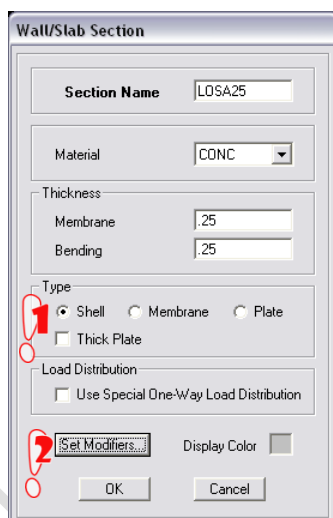 Wall/Slab Section
Section Name LOSA25
Material CONC
Thickness
Membrane .25
Bending .25
Type
1 Shell Membrane Plate
Thick Plate
Load Distribution
Use Special One-Way Load Distribution
2 Set Modifiers... Display Color
OK Cancel